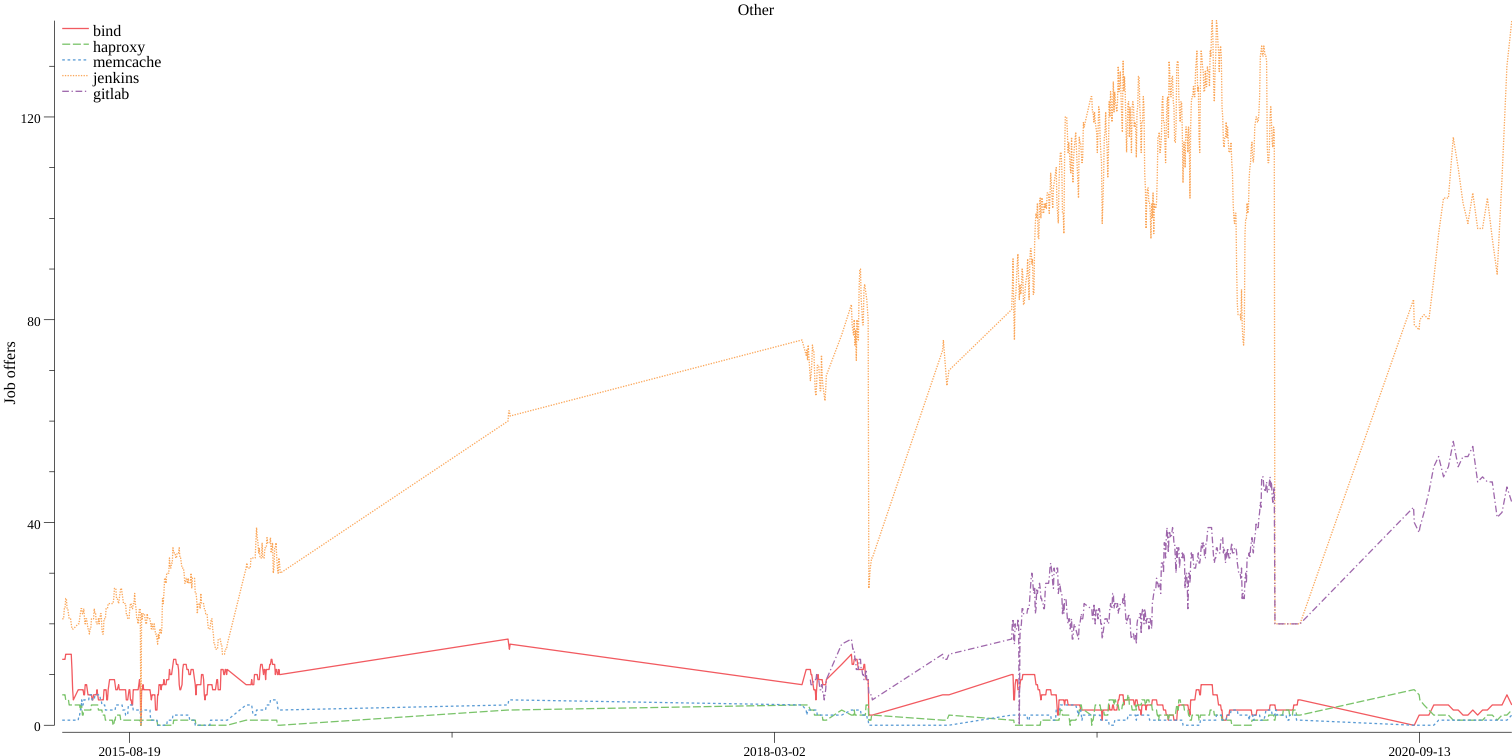 Other
bind
haproxy
memcache
jenkins
gitlab
120
80
40
0
Job offers
2015-08-19
2018-03-02
2020-09-13